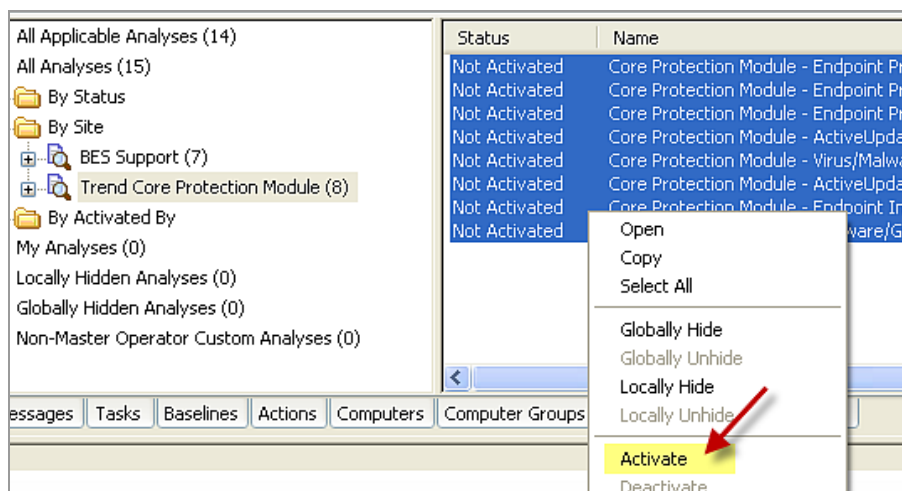 All Applicable Analyses (14)
All Analyses (15)
By Status
By Site
BES Support (7)
Trend Core Protection Module (8)
By Activated By
My Analyses (0)
Locally Hidden Analyses (0)
Globally Hidden Analyses (0)
Non-Master Operator Custom Analyses (0)
Status Name
Not Activated Core Protection Module - Endpoint Pr
Not Activated Core Protection Module - Endpoint Pr
Not Activated Core Protection Module - Endpoint Pr
Not Activated Core Protection Module - ActiveUpda
Not Activated Core Protection Module - Virus/Malwa
Not Activated Core Protection Module - ActiveUpda
Not Activated Core Protection Module - Endpoint In
Not Activated ware/G
Open
Copy
Select All
Globally Hide
Globally Unhide
Locally Hide
Locally Unhide
Activate
Deactivate
essages Tasks Baselines Actions Computers Computer Groups